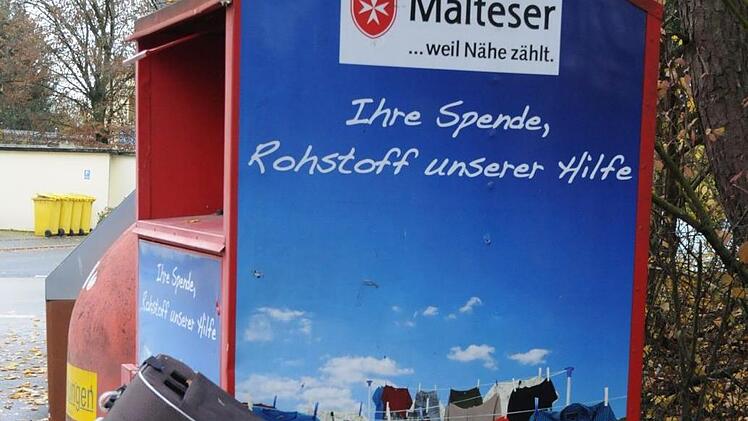 Malteser
...weil Nähe zählt.
Ihre Spende,
Rohstoff unserer Hilfe
Ihre Spende,
Rohstoff unserer Hilfe